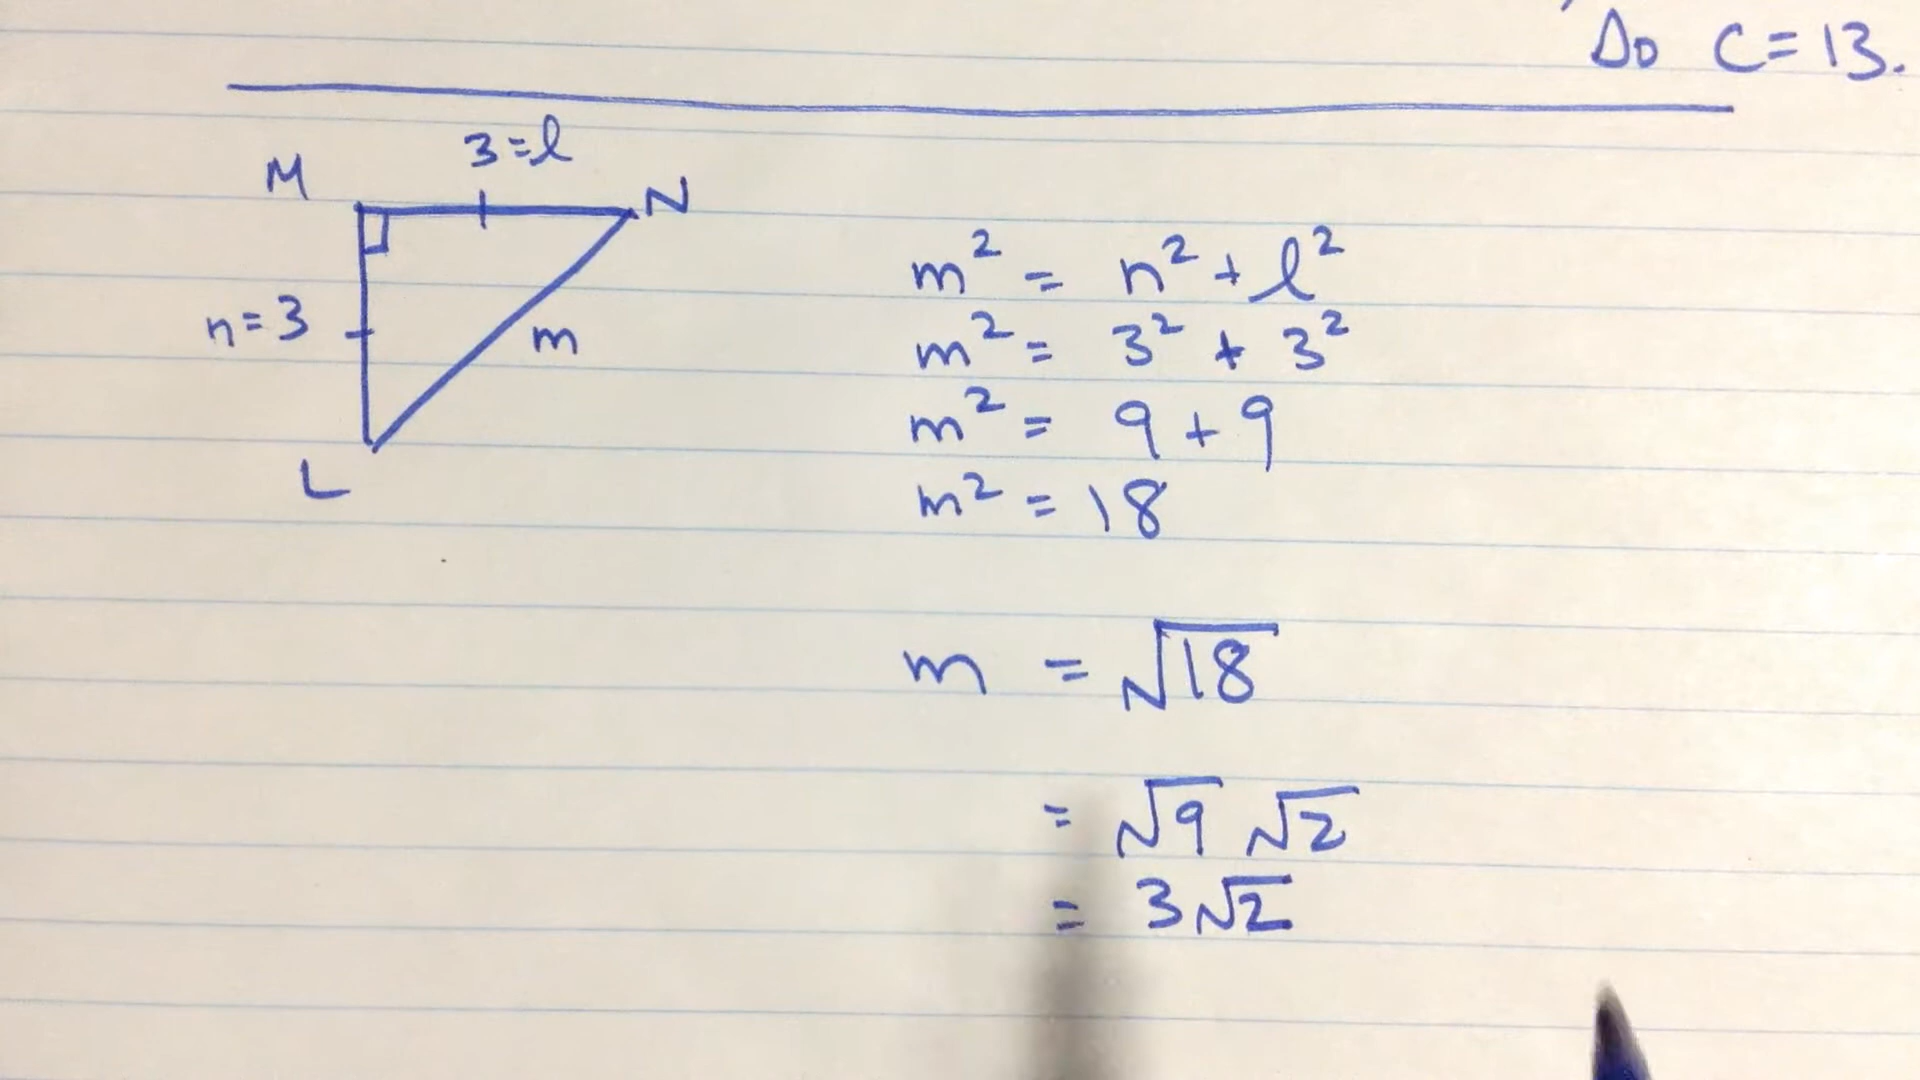 So C = 13.
3 = l
M
N
n = 3
m
L
m² = n² + l²
m² = 3² + 3²
m² = 9 + 9
m² = 18
m = √18
= √9 √2
= 3√2